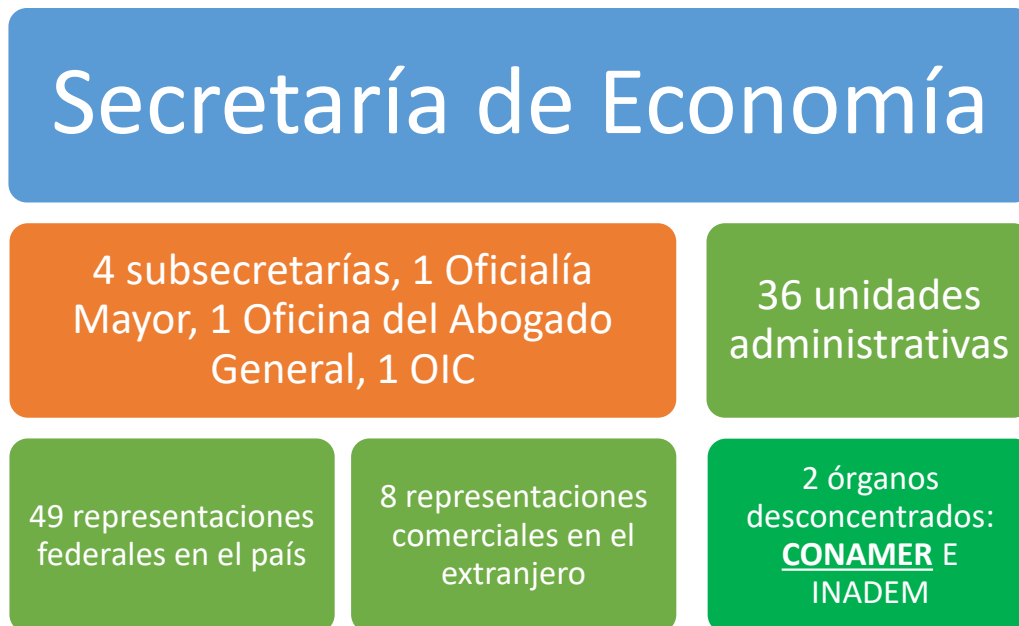 Secretaría de Economía
4 subsecretarías, 1 Oficialía
Mayor, 1 Oficina del Abogado
General, 1 OIC
36 unidades
administrativas
49 representaciones
federales en el país
8 representaciones
comerciales en el
extranjero
2 órganos
desconcentrados:
CONAMER E
INADEM